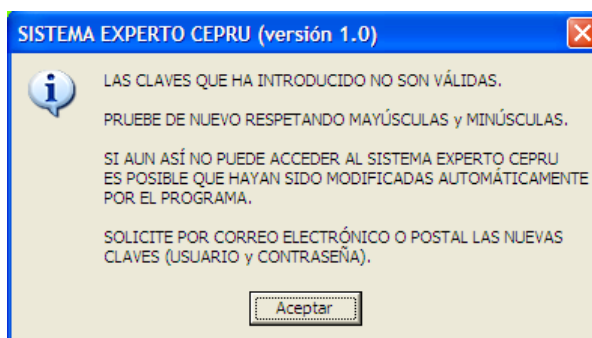 SISTEMA EXPERTO CEPRU (versión 1.0)
LAS CLAVES QUE HA INTRODUCIDO NO SON VÁLIDAS.
PRUEBE DE NUEVO RESPETANDO MAYÚSCULAS y MINÚSCULAS.
SI AUN ASÍ NO PUEDE ACCEDER AL SISTEMA EXPERTO CEPRU
ES POSIBLE QUE HAYAN SIDO MODIFICADAS AUTOMÁTICAMENTE
POR EL PROGRAMA.
SOLICITE POR CORREO ELECTRÓNICO O POSTAL LAS NUEVAS
CLAVES (USUARIO y CONTRASEÑA).
Aceptar